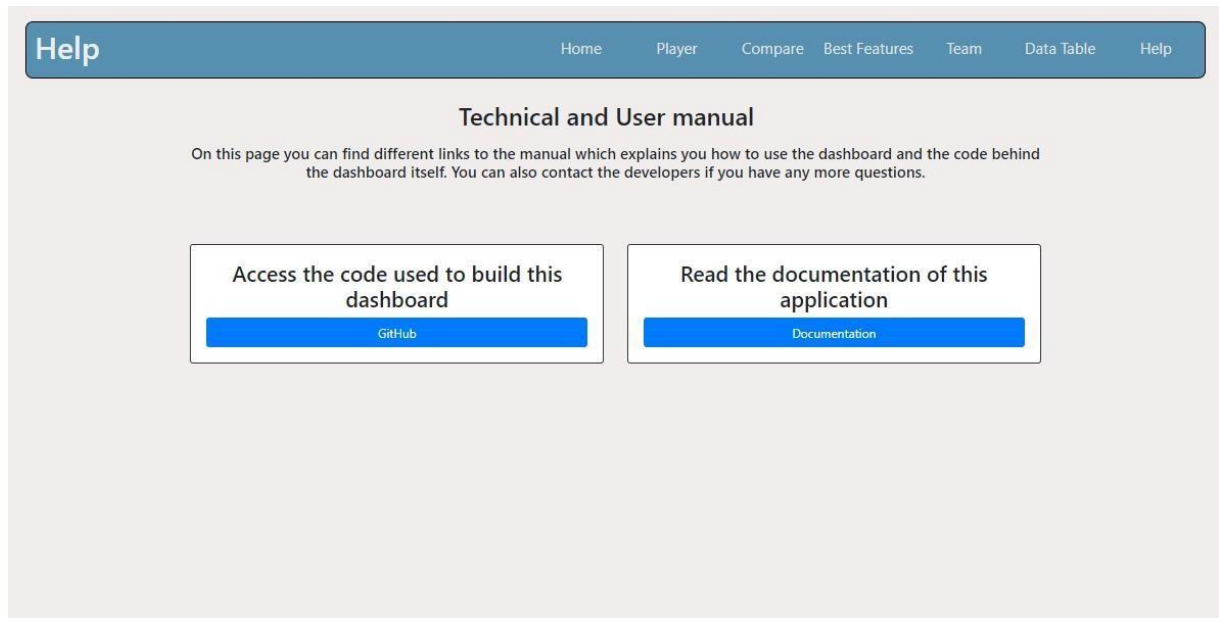 Help
Home Player Compare Best Features Team Data Table Help
Technical and User manual
On this page you can find different links to the manual which explains you how to use the dashboard and the code behind
the dashboard itself. You can also contact the developers if you have any more questions.
Access the code used to build this
dashboard
GitHub
Read the documentation of this
application
Documentation